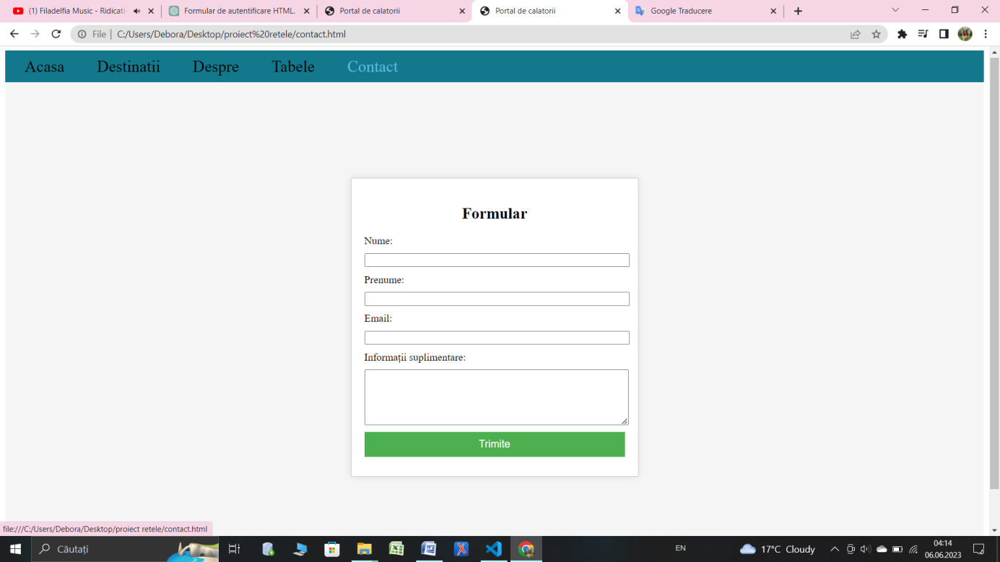 (1) Filadelfia Music - Ridicati-
Formular de autentificare HTML.
Portal de calatorii
Portal de calatorii
Google Traducere
File | C:/Users/Debora/Desktop/proiect%20retele/contact.html
Acasa Destinatii Despre Tabele Contact
Formular
Nume:
Prenume:
Email:
Informații suplimentare:
Trimite
file:///C:/Users/Debora/Desktop/proiect retele/contact.html
Căutați
EN
17°C Cloudy
04:14
06.06.2023